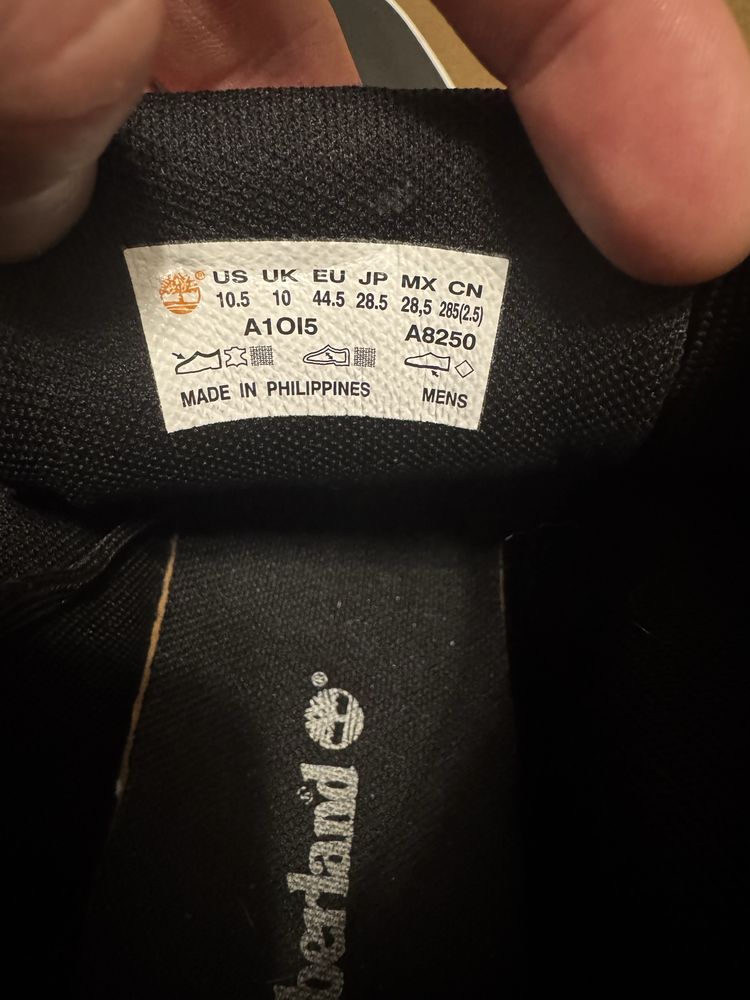 US UK EU JP MX CN
10.5 10 44.5 28.5 28,5 285(2.5)
A1OI5 A8250
MADE IN PHILIPPINES MENS
berland